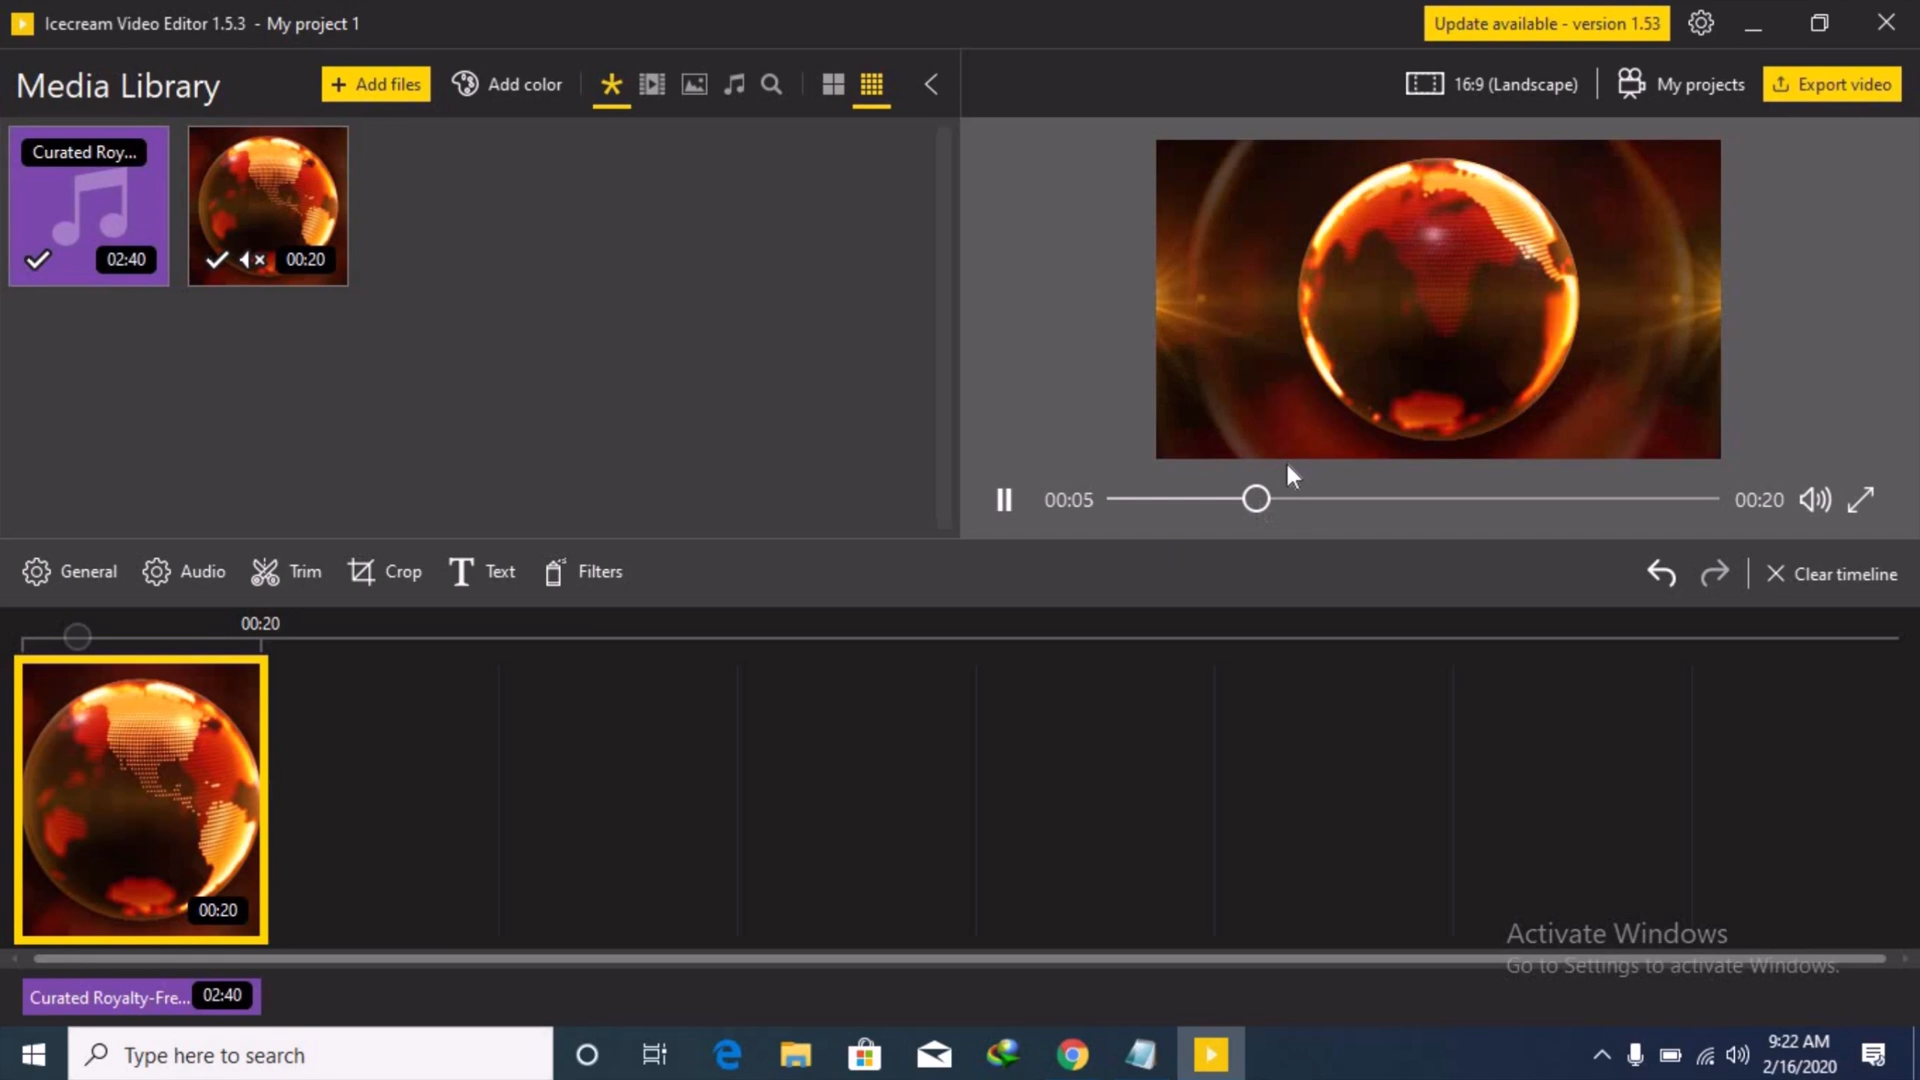 Icecream Video Editor 1.5.3 - My project 1
Update available - version 1.53
Media Library
+ Add files
Add color
16:9 (Landscape)
My projects
Export video
Curated Roy...
02:40
00:20
00:05
00:20
General
Audio
Trim
Crop
Text
Filters
Clear timeline
00:20
00:20
Activate Windows
Go to Settings to activate Windows.
Curated Royalty-Fre...
02:40
Type here to search
9:22 AM
2/16/2020